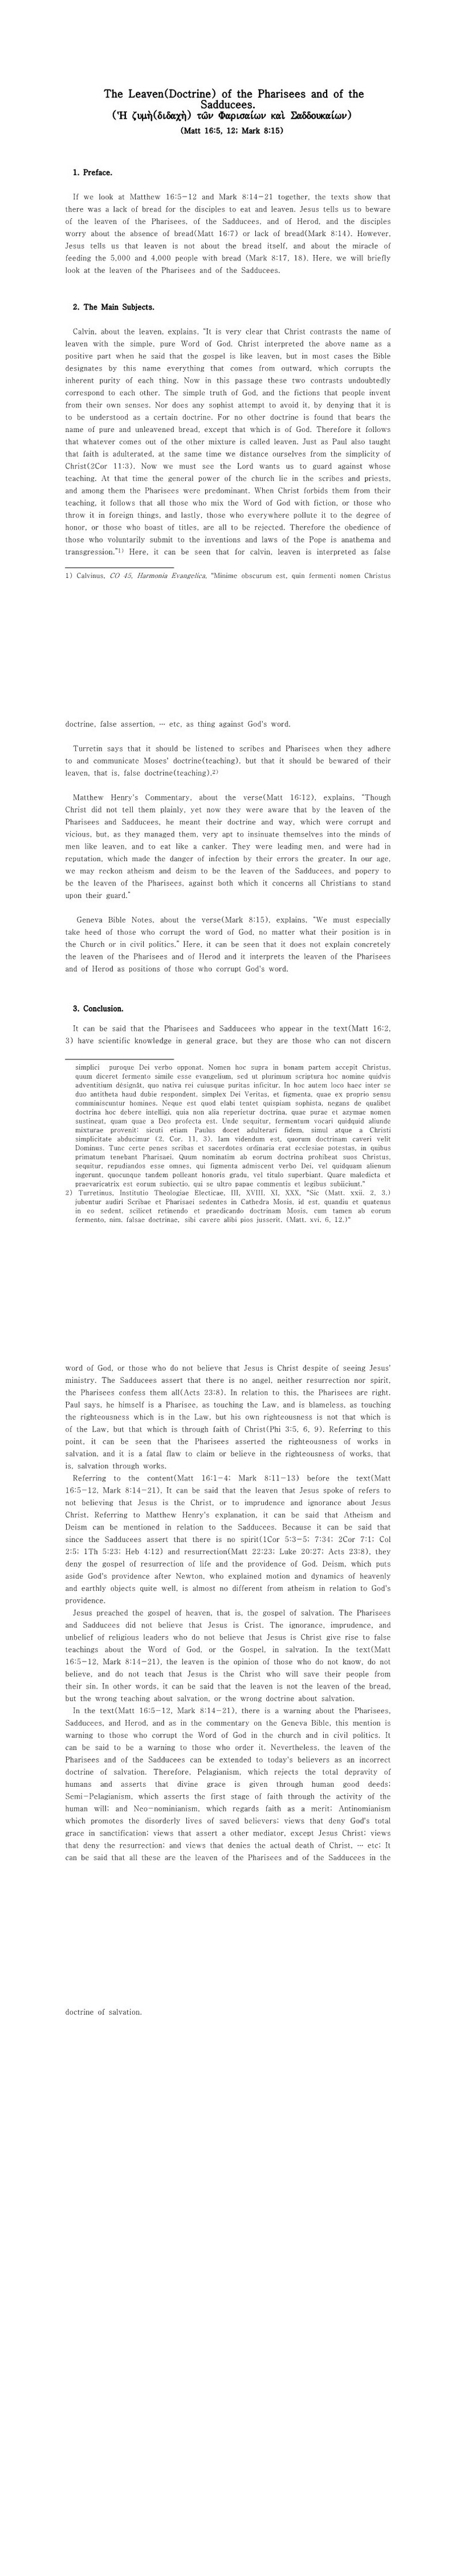 The Leaven(Doctrine) of the Pharisees and of the
Sadducees.
(Ἡ ζυμὴ(διδαχὴ) τῶν Φαρισαίων καὶ Σαδδουκαίων)
(Matt 16:5, 12; Mark 8:15)
1. Preface.
If we look at Matthew 16:5-12 and Mark 8:14-21 together, the texts show that
there was a lack of bread for the disciples to eat and leaven. Jesus tells us to beware
of the leaven of the Pharisees, of the Sadducees, and of Herod, and the disciples
worry about the absence of bread(Matt 16:7) or lack of bread(Mark 8:14). However,
Jesus tells us that leaven is not about the bread itself, and about the miracle of
feeding the 5,000 and 4,000 people with bread (Mark 8:17, 18). Here, we will briefly
look at the leaven of the Pharisees and of the Sadducees.
2. The Main Subjects.
Calvin, about the leaven, explains, "It is very clear that Christ contrasts the name of
leaven with the simple, pure Word of God. Christ interpreted the above name as a
positive part when he said that the gospel is like leaven, but in most cases the Bible
designates by this name everything that comes from outward, which corrupts the
inherent purity of each thing. Now in this passage these two contrasts undoubtedly
correspond to each other. The simple truth of God, and the fictions that people invent
from their own senses. Nor does any sophist attempt to avoid it, by denying that it is
to be understood as a certain doctrine. For no other doctrine is found that bears the
name of pure and unleavened bread, except that which is of God. Therefore it follows
that whatever comes out of the other mixture is called leaven. Just as Paul also taught
that faith is adulterated, at the same time we distance ourselves from the simplicity of
Christ(2Cor 11:3). Now we must see the Lord wants us to guard against whose
teaching. At that time the general power of the church lie in the scribes and priests,
and among them the Pharisees were predominant. When Christ forbids them from their
teaching, it follows that all those who mix the Word of God with fiction, or those who
throw it in foreign things, and lastly, those who everywhere pollute it to the degree of
honor, or those who boast of titles, are all to be rejected. Therefore the obedience of
those who voluntarily submit to the inventions and laws of the Pope is anathema and
transgression."1) Here, it can be seen that for calvin, leaven is interpreted as false
1) Calvinus, CO 45, Harmonia Evangelica, "Minime obscurum est, quin fermenti nomen Christus
doctrine, false assertion, … etc, as thing against God's word.
Turretin says that it should be listened to scribes and Pharisees when they adhere
to and communicate Moses' doctrine(teaching), but that it should be bewared of their
leaven, that is, false doctrine(teaching).2)
Matthew Henry's Commentary, about the verse(Matt 16:12), explains, "Though
Christ did not tell them plainly, yet now they were aware that by the leaven of the
Pharisees and Sadducees, he meant their doctrine and way, which were corrupt and
vicious, but, as they managed them, very apt to insinuate themselves into the minds of
men like leaven, and to eat like a canker. They were leading men, and were had in
reputation, which made the danger of infection by their errors the greater. In our age,
we may reckon atheism and deism to be the leaven of the Sadducees, and popery to
be the leaven of the Pharisees, against both which it concerns all Christians to stand
upon their guard."
Geneva Bible Notes, about the verse(Mark 8:15), explains, "We must especially
take heed of those who corrupt the word of God, no matter what their position is in
the Church or in civil politics." Here, it can be seen that it does not explain concretely
the leaven of the Pharisees and of Herod and it interprets the leaven of the Pharisees
and of Herod as positions of those who corrupt God's word.
3. Conclusion.
It can be said that the Pharisees and Sadducees who appear in the text(Matt 16:2,
3) have scientific knowledge in general grace, but they are those who can not discern
simplici puroque Dei verbo opponat. Nomen hoc supra in bonam partem accepit Christus,
quum diceret fermento simile esse evangelium, sed ut plurinum scriptura hoc nomine quidvis
adventitium désignât, quo nativa rei cuiusque puritas inficitur. In hoc autem loco haec inter se
duo antitheta haud dubie respondent, simplex Dei Veritas, et figmenta, quae ex proprio sensu
comminiscuntur homines. Neque est quod elabi tentet quispiam sophista, negans de qualibet
doctrina hoc debere intelligi, quia non alia reperietur doctrina, quae purae et azymae nomen
sustineat, quam quae a Deo profecta est. Unde sequitur, fermentum vocari quidquid aliunde
mixturae provenit: sicuti etiam Paulus docet adulterari fidem, simul atque a Christi
simplicitate abducimur (2, Cor. 11, 3). Iam videndum est, quorum doctrinam caveri velit
Dominus. Tunc certe penes scribas et sacerdotes ordinaria erat ecclesiae potestas, in quibus
primatum tenebant Pharisaei. Quum nominatim ab eorum doctrina prohibeat suos Christus,
sequitur, repudiandos esse omnes, qui figmenta admiscent verbo Dei, vel quidquam alienum
ingerunt, quocunque tandem polleant honoris gradu, vel titulo superbiant. Quare maledicta et
praevaricatrix est eorum subiectio, qui se ultro papae commentis et legibus subiiciunt."
2) Turretinus, Institutio Theologiae Electicae, III, XVIII, XI, XXX, "Sic (Matt. xxii. 2, 3.)
jubentur audiri Scribae et Pharisaei sedentes in Cathedra Mosis, id est, quandiu et quatenus
in eo sedent, scilicet retinendo et praedicando doctrinam Mosis, cum tamen ab eorum
fermento, nim. falsae doctrinae, sibi cavere alibi pios jusserit, (Matt. xvi. 6, 12.)"
word of God, or those who do not believe that Jesus is Christ despite of seeing Jesus'
ministry. The Sadducees assert that there is no angel, neither resurrection nor spirit,
the Pharisees confess them all(Acts 23:8). In relation to this, the Pharisees are right.
Paul says, he himself is a Pharisee, as touching the Law, and is blameless, as touching
the righteousness which is in the Law, but his own righteousness is not that which is
of the Law, but that which is through faith of Christ(Phi 3:5, 6, 9). Referring to this
point, it can be seen that the Pharisees asserted the righteousness of works in
salvation, and it is a fatal flaw to claim or believe in the righteousness of works, that
is, salvation through works.
Referring to the content(Matt 16:1-4; Mark 8:11-13) before the text(Matt
16:5-12, Mark 8:14-21). It can be said that the leaven that Jesus spoke of refers to
not believing that Jesus is the Christ, or to imprudence and ignorance about Jesus
Christ. Referring to Matthew Henry's explanation, it can be said that Atheism and
Deism can be mentioned in relation to the Sadducees. Because it can be said that
since the Sadducees assert that there is no spirit(1Cor 5:3-5; 7:34; 2Cor 7:1; Col
2:5; 1Th 5:23; Heb 4:12) and resurrection(Matt 22:23; Luke 20:27; Acts 23:8), they
deny the gospel of resurrection of life and the providence of God. Deism, which puts
aside God's providence after Newton, who explained motion and dynamics of heavenly
and earthly objects quite well, is almost no different from atheism in relation to God's
providence.
Jesus preached the gospel of heaven, that is, the gospel of salvation. The Pharisees
and Sadducees did not believe that Jesus is Crist. The ignorance, imprudence, and
unbelief of religious leaders who do not believe that Jesus is Christ give rise to false
teachings about the Word of God, or the Gospel, in salvation. In the text(Matt
16:5-12, Mark 8:14-21), the leaven is the opinion of those who do not know, do not
believe, and do not teach that Jesus is the Christ who will save their people from
their sin. In other words, it can be said that the leaven is not the leaven of the bread,
but the wrong teaching about salvation, or the wrong doctrine about salvation.
In the text(Matt 16:5-12, Mark 8:14-21), there is a warning about the Pharisees,
Sadducees, and Herod, and as in the commentary on the Geneva Bible, this mention is
warning to those who corrupt the Word of God in the church and in civil politics. It
can be said to be a warning to those who order it. Nevertheless, the leaven of the
Pharisees and of the Sadducees can be extended to today's believers as an incorrect
doctrine of salvation. Therefore, Pelagianism, which rejects the total depravity of
humans and asserts that divine grace is given through human good deeds;
Semi-Pelagianism, which asserts the first stage of faith through the activity of the
human will; and Neo-nominianism, which regards faith as a merit; Antinomianism
which promotes the disorderly lives of saved believers; views that deny God's total
grace in sanctification; views that assert a other mediator, except Jesus Christ; views
that deny the resurrection; and views that denies the actual death of Christ, … etc; It
can be said that all these are the leaven of the Pharisees and of the Sadducees in the
doctrine of salvation.